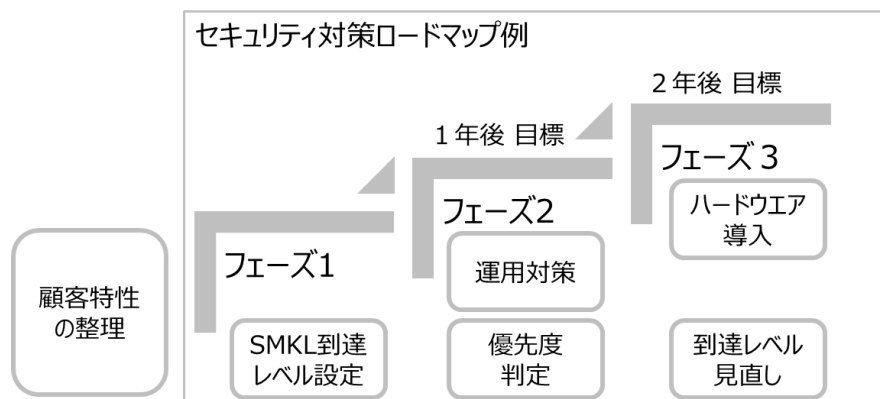 セキュリティ対策ロードマップ例
２年後 目標
１年後 目標
フェーズ３
ハードウエア
導入
フェーズ2
運用対策
フェーズ1
顧客特性
の整理
SMKL到達
レベル設定
優先度
判定
到達レベル
見直し